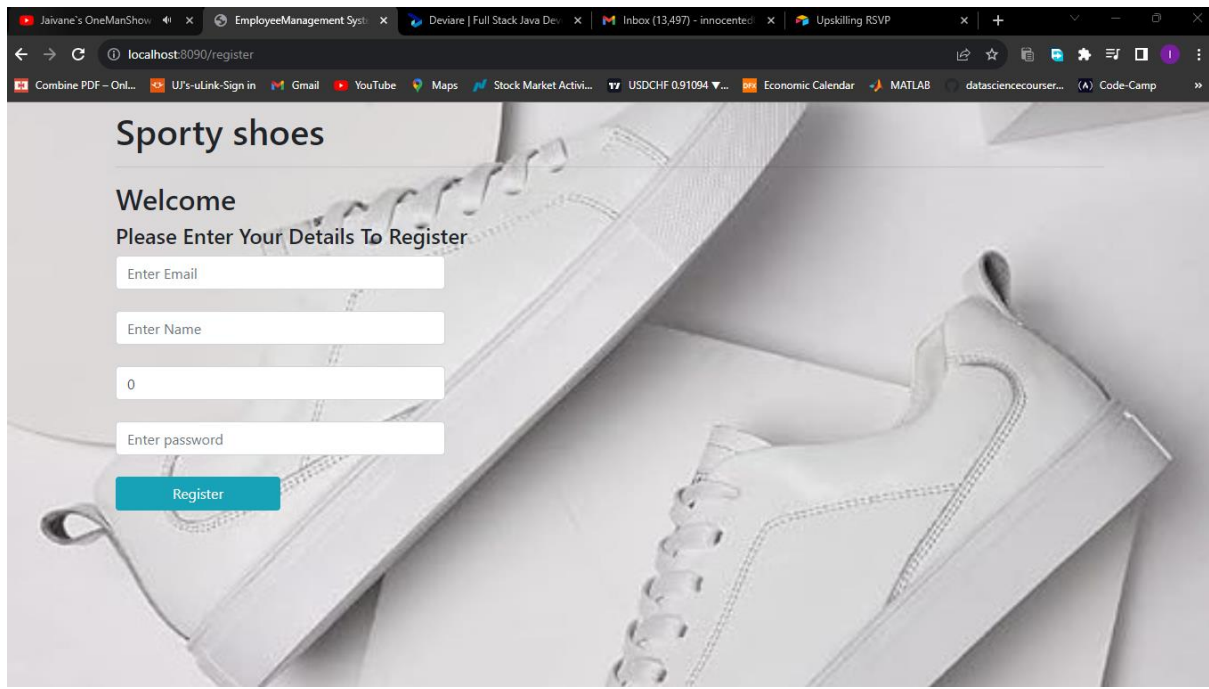 Jaivane`s OneManShow
EmployeeManagement Syste
Deviare | Full Stack Java Dev
Inbox (13,497) - innocented
Upskilling RSVP
localhost:8090/register
I
Combine PDF – Onl...
UJ's-uLink-Sign in
Gmail
YouTube
Maps
Stock Market Activi...
USDCHF 0.91094 ▼...
Economic Calendar
MATLAB
datasciencecourser...
(A) Code-Camp
»
Sporty shoes
Welcome
Please Enter Your Details To Register
Enter Email
Enter Name
0
Enter password
Register